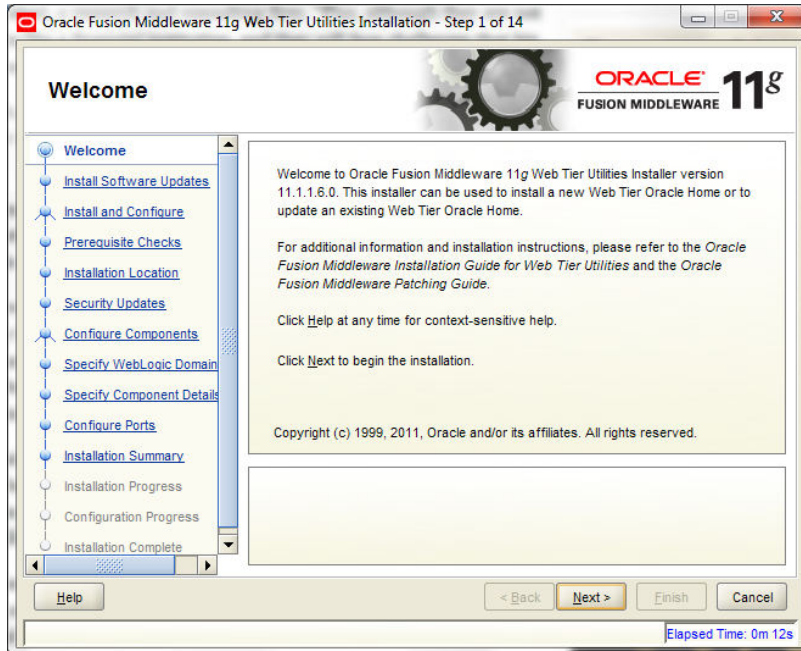 Oracle Fusion Middleware 11g Web Tier Utilities Installation - Step 1 of 14
Welcome
ORACLE®
FUSION MIDDLEWARE 11g
Welcome
Install Software Updates
Install and Configure
Prerequisite Checks
Installation Location
Security Updates
Configure Components
Specify WebLogic Domain
Specify Component Details
Configure Ports
Installation Summary
Installation Progress
Configuration Progress
Installation Complete
Welcome to Oracle Fusion Middleware 11g Web Tier Utilities Installer version
11.1.1.6.0. This installer can be used to install a new Web Tier Oracle Home or to
update an existing Web Tier Oracle Home.
For additional information and installation instructions, please refer to the Oracle
Fusion Middleware Installation Guide for Web Tier Utilities and the Oracle
Fusion Middleware Patching Guide.
Click Help at any time for context-sensitive help.
Click Next to begin the installation.
Copyright (c) 1999, 2011, Oracle and/or its affiliates. All rights reserved.
Help
< Back
Next >
Finish
Cancel
Elapsed Time: 0m 12s